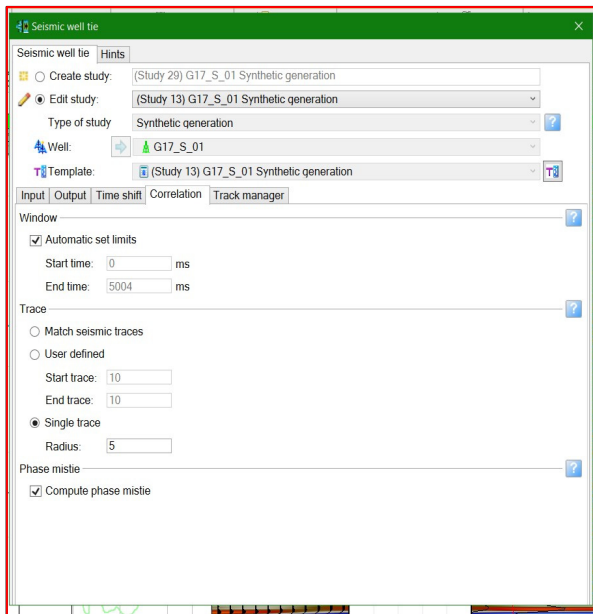 Seismic well tie
Seismic well tie Hints
Create study: (Study 29) G17_S_01 Synthetic generation
Edit study: (Study 13) G17_S_01 Synthetic generation
Type of study Synthetic generation ?
Well: G17_S_01
Template: (Study 13) G17_S_01 Synthetic generation
Input Output Time shift Correlation Track manager
Window ?
Automatic set limits
Start time: 0 ms
End time: 5004 ms
Trace ?
Match seismic traces
User defined
Start trace: 10
End trace: 10
Single trace
Radius: 5
Phase mistie ?
Compute phase mistie